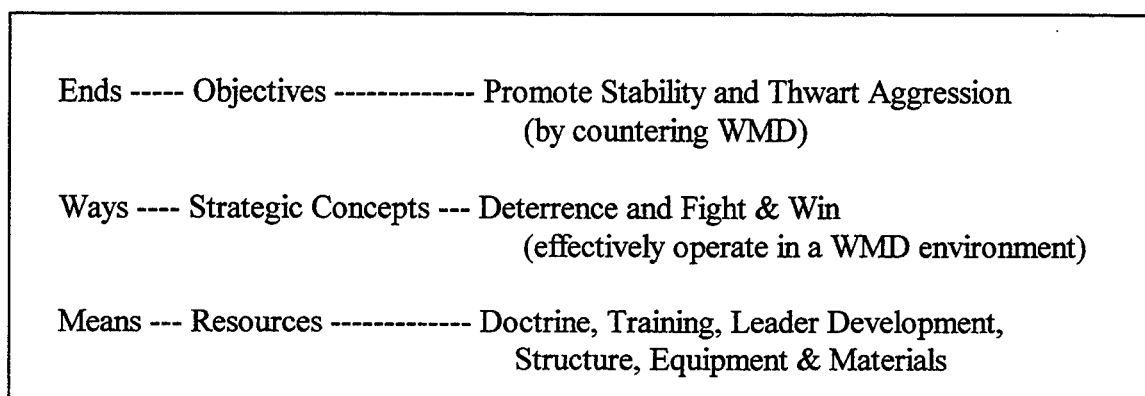 Ends ----- Objectives ------------- Promote Stability and Thwart Aggression
(by countering WMD)
Ways ---- Strategic Concepts --- Deterrence and Fight & Win
(effectively operate in a WMD environment)
Means --- Resources ------------- Doctrine, Training, Leader Development,
Structure, Equipment & Materials